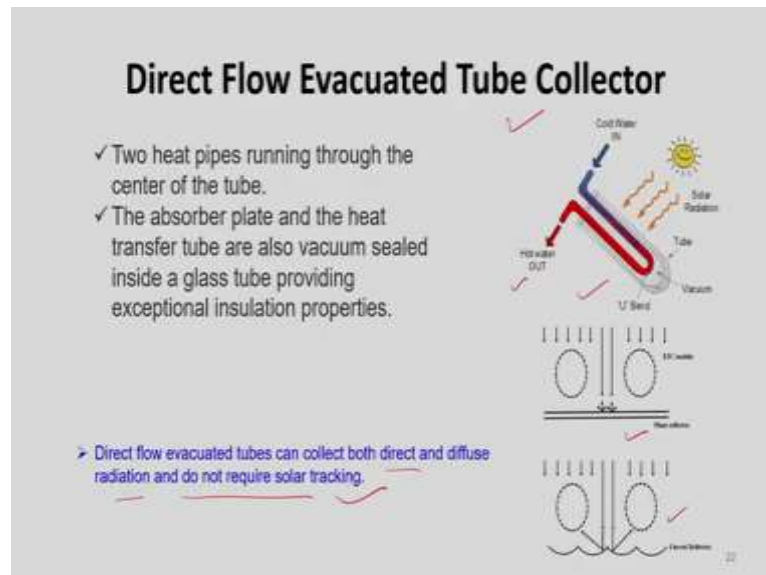 Direct Flow Evacuated Tube Collector
✓ Two heat pipes running through the
center of the tube.
✓ The absorber plate and the heat
transfer tube are also vacuum sealed
inside a glass tube providing
exceptional insulation properties.
➢ Direct flow evacuated tubes can collect both direct and diffuse
radiation and do not require solar tracking.
Cold Water
IN
Solar
Radiation
Tube
Hot water
OUT
Vacuum
'U' Bend
22